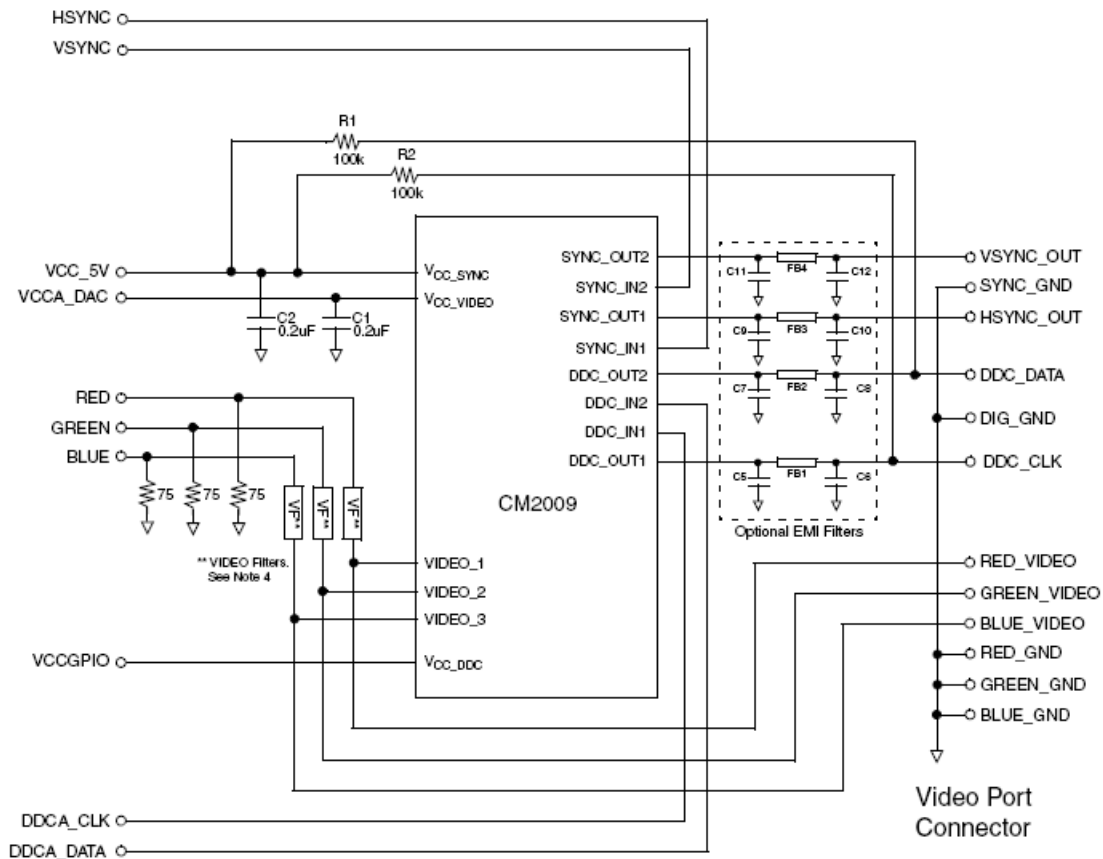 HSYNC
VSYNC
R1
100k
R2
100k
VCC_5V
VCCA_DAC
C2
0.2uF
C1
0.2uF
RED
GREEN
BLUE
75
75
75
VF**
VF**
VF**
** VIDEO Filters.
See Note 4
VCCGPIO
DDCA_CLK
DDCA_DATA
VCC_SYNC
VCC_VIDEO
SYNC_OUT2
SYNC_IN2
SYNC_OUT1
SYNC_IN1
DDC_OUT2
DDC_IN2
DDC_IN1
DDC_OUT1
CM2009
VIDEO_1
VIDEO_2
VIDEO_3
VCC_DDC
C11
FB4
C12
C9
FB3
C10
C7
FB2
C8
C5
FB1
C6
Optional EMI Filters
VSYNC_OUT
SYNC_GND
HSYNC_OUT
DDC_DATA
DIG_GND
DDC_CLK
RED_VIDEO
GREEN_VIDEO
BLUE_VIDEO
RED_GND
GREEN_GND
BLUE_GND
Video Port
Connector